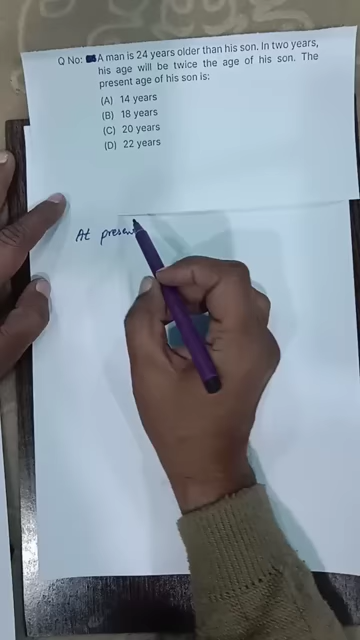 Q No: A man is 24 years older than his son. In two years,
his age will be twice the age of his son. The
present age of his son is:
(A) 14 years
(B) 18 years
(C) 20 years
(D) 22 years
At presen